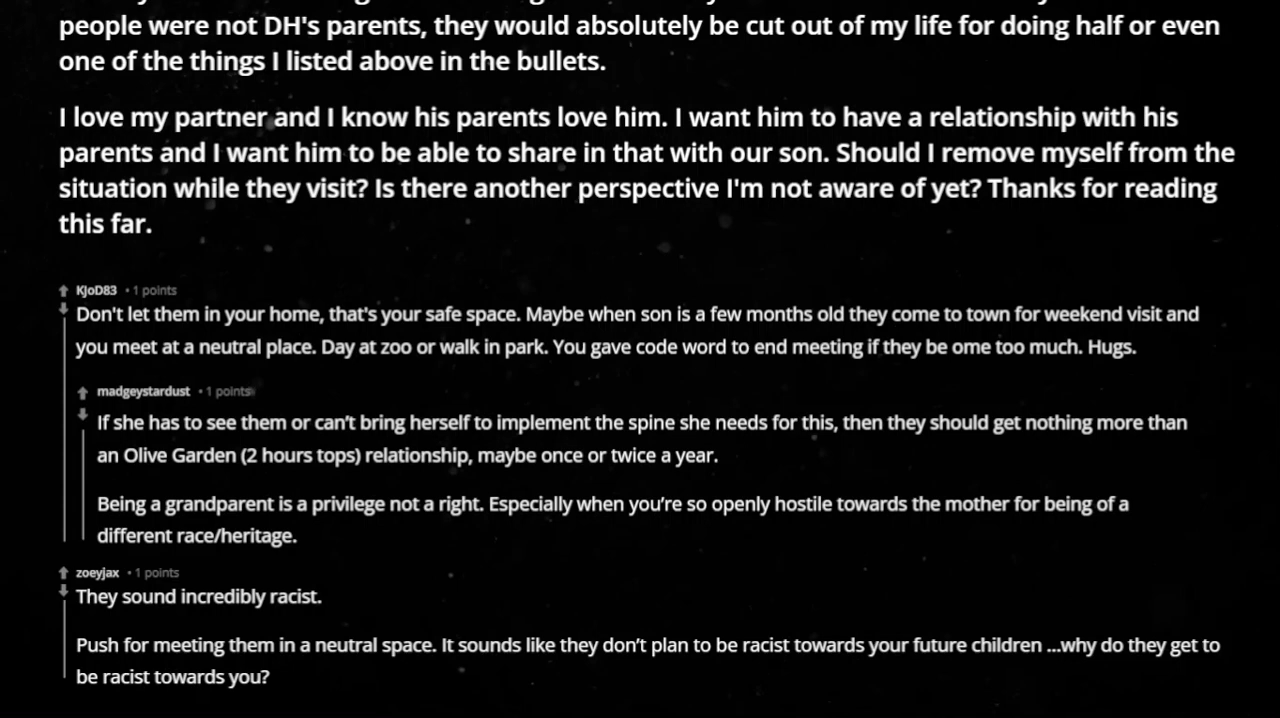 people were not DH's parents, they would absolutely be cut out of my life for doing half or even
one of the things I listed above in the bullets.
I love my partner and I know his parents love him. I want him to have a relationship with his
parents and I want him to be able to share in that with our son. Should I remove myself from the
situation while they visit? Is there another perspective I'm not aware of yet? Thanks for reading
this far.
KJoD83 • 1 points
Don't let them in your home, that's your safe space. Maybe when son is a few months old they come to town for weekend visit and
you meet at a neutral place. Day at zoo or walk in park. You gave code word to end meeting if they be ome too much. Hugs.
madgeystardust • 1 points
If she has to see them or can’t bring herself to implement the spine she needs for this, then they should get nothing more than
an Olive Garden (2 hours tops) relationship, maybe once or twice a year.
Being a grandparent is a privilege not a right. Especially when you’re so openly hostile towards the mother for being of a
different race/heritage.
zoeyjax • 1 points
They sound incredibly racist.
Push for meeting them in a neutral space. It sounds like they don’t plan to be racist towards your future children ...why do they get to
be racist towards you?